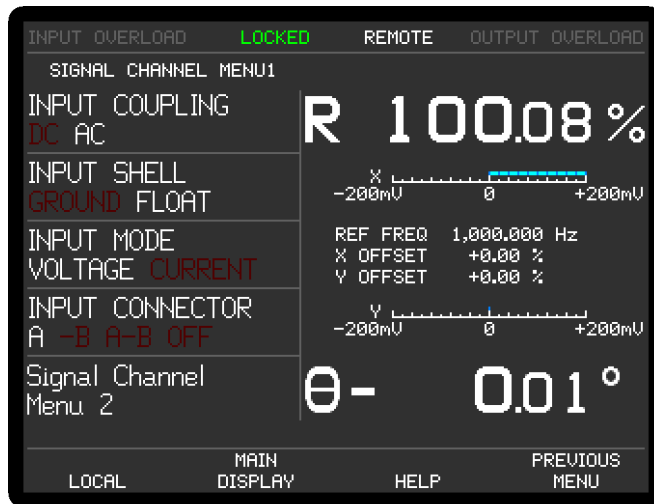 INPUT OVERLOAD LOCKED REMOTE OUTPUT OVERLOAD
SIGNAL CHANNEL MENU1
INPUT COUPLING
DC AC
INPUT SHELL
GROUND FLOAT
INPUT MODE
VOLTAGE CURRENT
INPUT CONNECTOR
A -B A-B OFF
Signal Channel
Menu 2
R 100.08 %
X
-200mV 0 +200mV
REF FREQ 1,000.000 Hz
X OFFSET +0.00 %
Y OFFSET +0.00 %
Y
-200mV 0 +200mV
θ- 0.01°
LOCAL
MAIN
DISPLAY
HELP
PREVIOUS
MENU